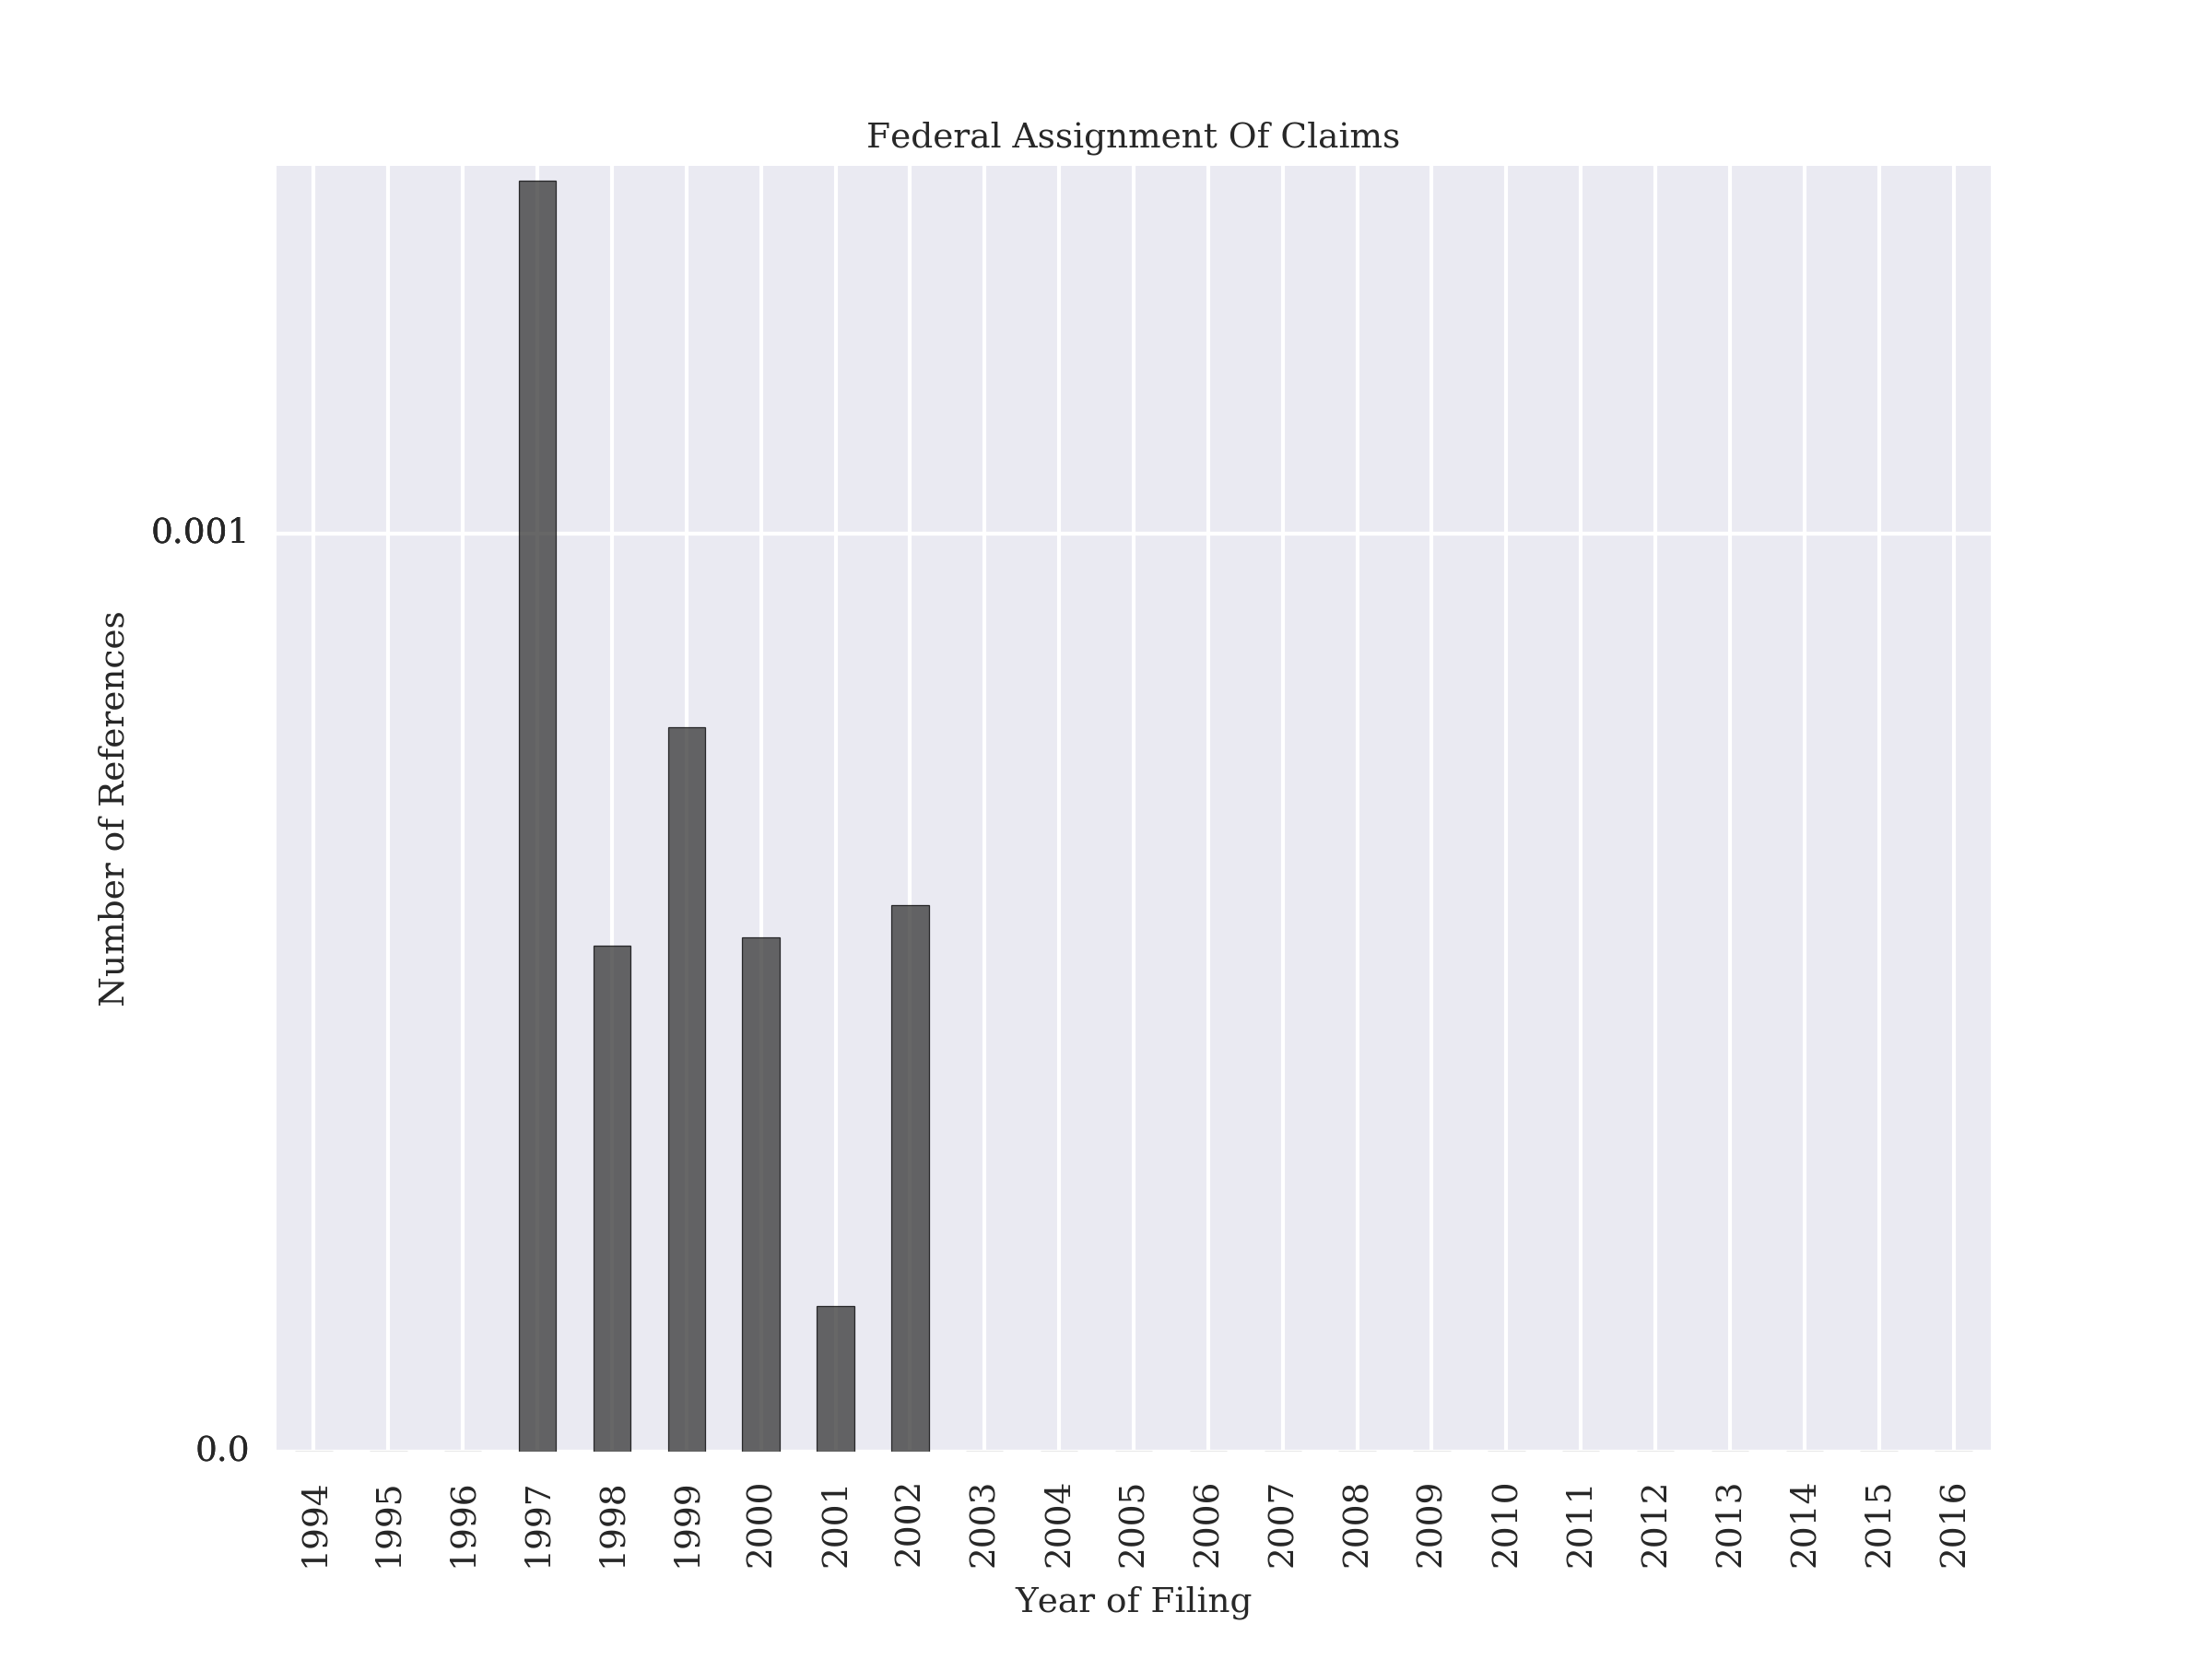 Federal Assignment Of Claims
0.001
0.0
Number of References
1994 1995 1996 1997 1998 1999 2000 2001 2002 2003 2004 2005 2006 2007 2008 2009 2010 2011 2012 2013 2014 2015 2016
Year of Filing